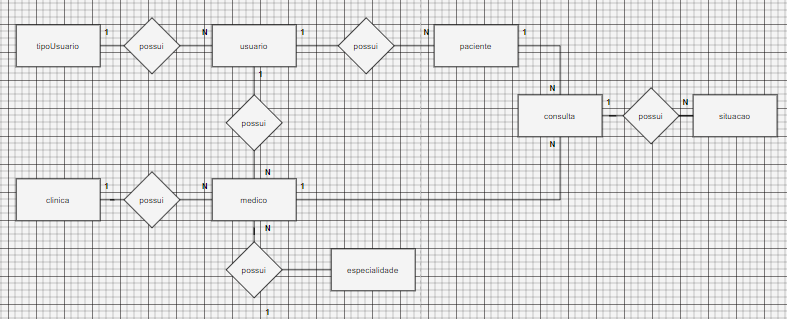 1
N
1
N
1
tipoUsuario
possui
usuario
possui
paciente
1
N
consulta
1
possui
N
situacao
possui
N
N
1
N
1
clinica
possui
medico
N
possui
especialidade
1